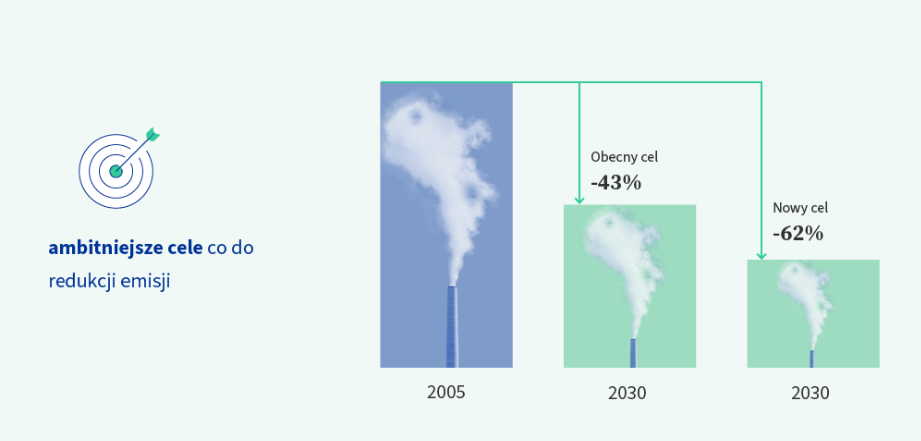 ambitniejsze cele co do
redukcji emisji
Obecny cel
-43%
Nowy cel
-62%
2005
2030
2030